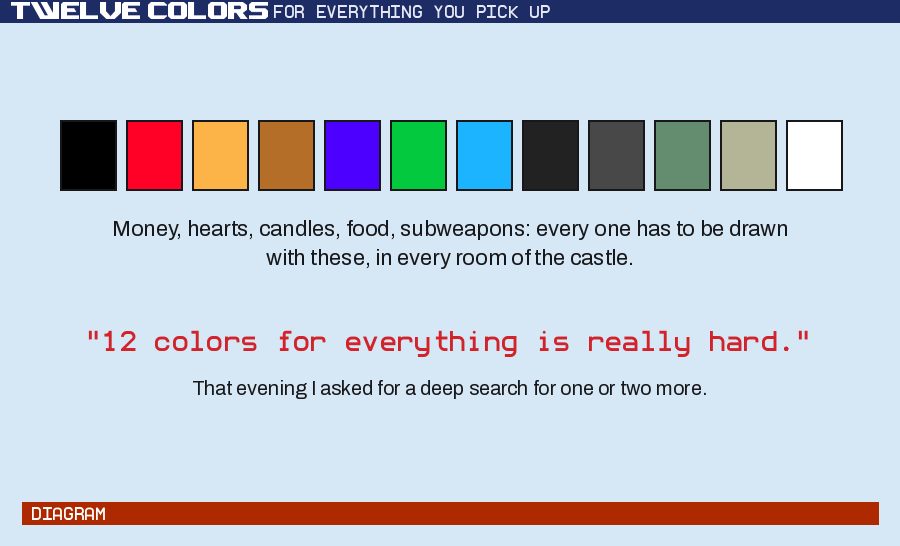 TWELVE COLORS FOR EVERYTHING YOU PICK UP
Money, hearts, candles, food, subweapons: every one has to be drawn
with these, in every room of the castle.
"12 colors for everything is really hard."
That evening I asked for a deep search for one or two more.
DIAGRAM